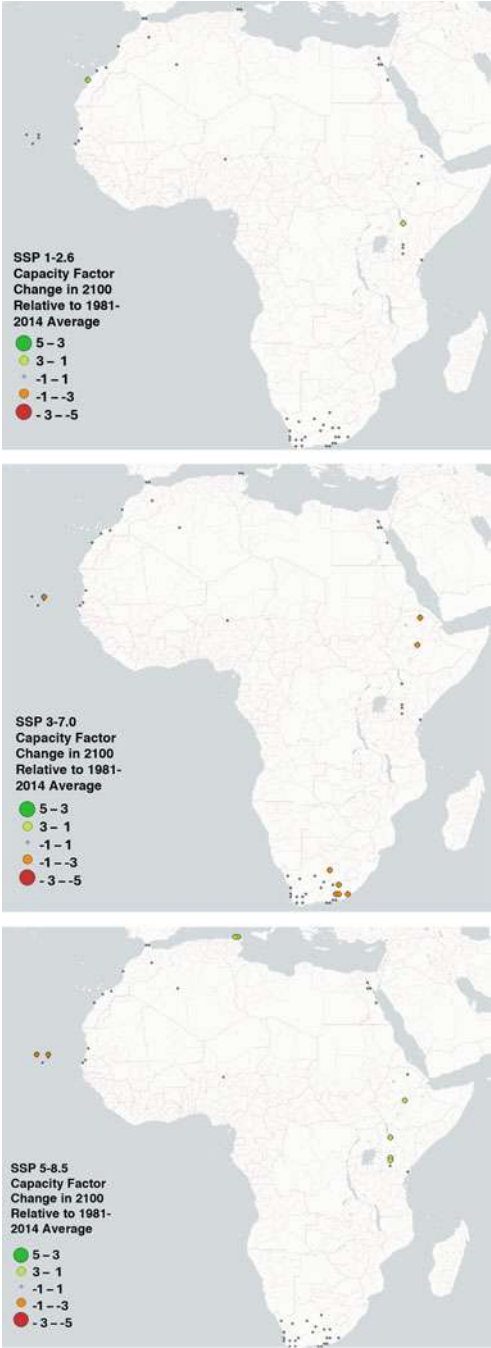 SSP 1-2.6
Capacity Factor
Change in 2100
Relative to 1981-
2014 Average
5 – 3
3 – 1
-1 – 1
-1 – -3
- 3 – -5
SSP 3-7.0
Capacity Factor
Change in 2100
Relative to 1981-
2014 Average
5 – 3
3 – 1
-1 – 1
-1 – -3
- 3 – -5
SSP 5-8.5
Capacity Factor
Change in 2100
Relative to 1981-
2014 Average
5 – 3
3 – 1
-1 – 1
-1 – -3
- 3 – -5